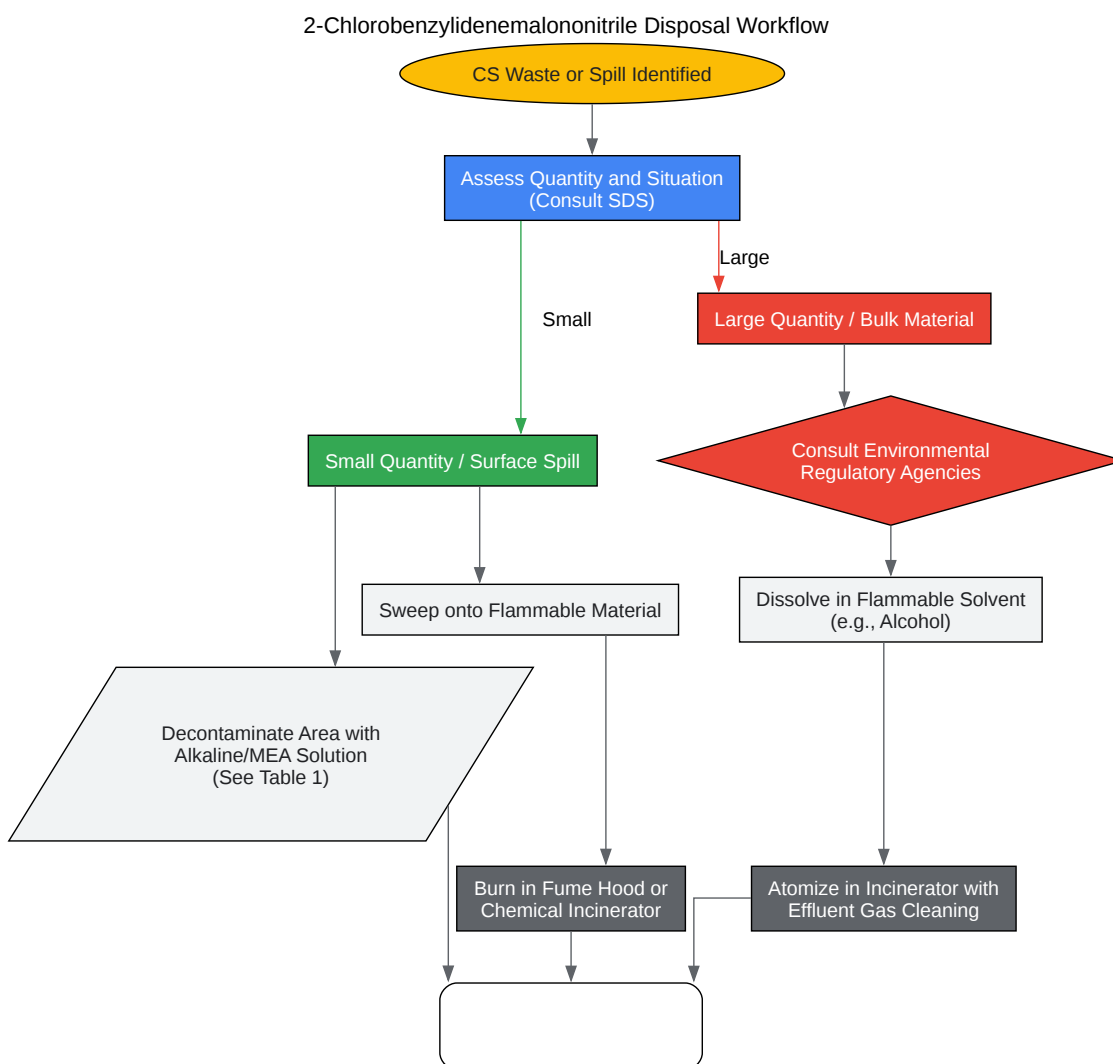 2-Chlorobenzylidenemalononitrile Disposal Workflow
CS Waste or Spill Identified
Assess Quantity and Situation
(Consult SDS)
Large
Small
Large Quantity / Bulk Material
Small Quantity / Surface Spill
Consult Environmental
Regulatory Agencies
Sweep onto Flammable Material
Dissolve in Flammable Solvent
(e.g., Alcohol)
Decontaminate Area with
Alkaline/MEA Solution
(See Table 1)
Burn in Fume Hood or
Chemical Incinerator
Atomize in Incinerator with
Effluent Gas Cleaning